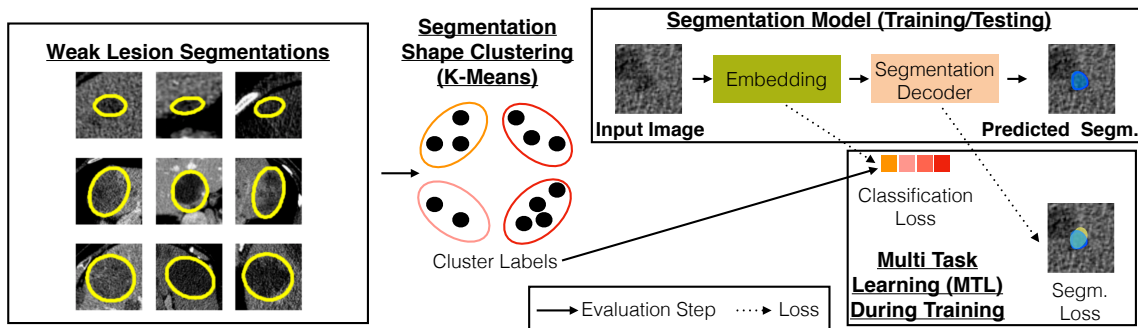 Weak Lesion Segmentations
Segmentation
Shape Clustering
(K-Means)
Cluster Labels
Segmentation Model (Training/Testing)
Input Image
Embedding
Segmentation
Decoder
Predicted Segm.
Classification
Loss
Multi Task
Learning (MTL)
During Training
Segm.
Loss
Evaluation Step
Loss